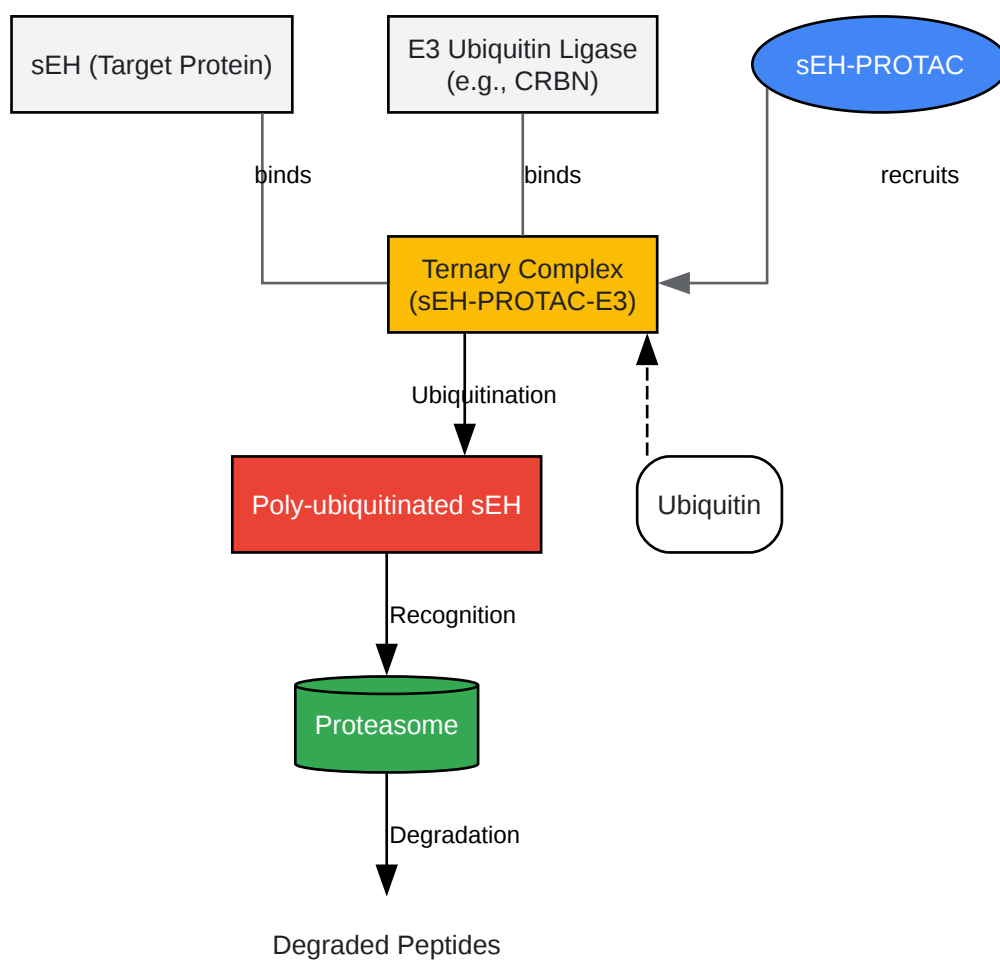 sEH (Target Protein)
E3 Ubiquitin Ligase
(e.g., CRBN)
sEH-PROTAC
binds
binds
recruits
Ternary Complex
(sEH-PROTAC-E3)
Ubiquitination
Poly-ubiquitinated sEH
Ubiquitin
Recognition
Proteasome
Degradation
Degraded Peptides